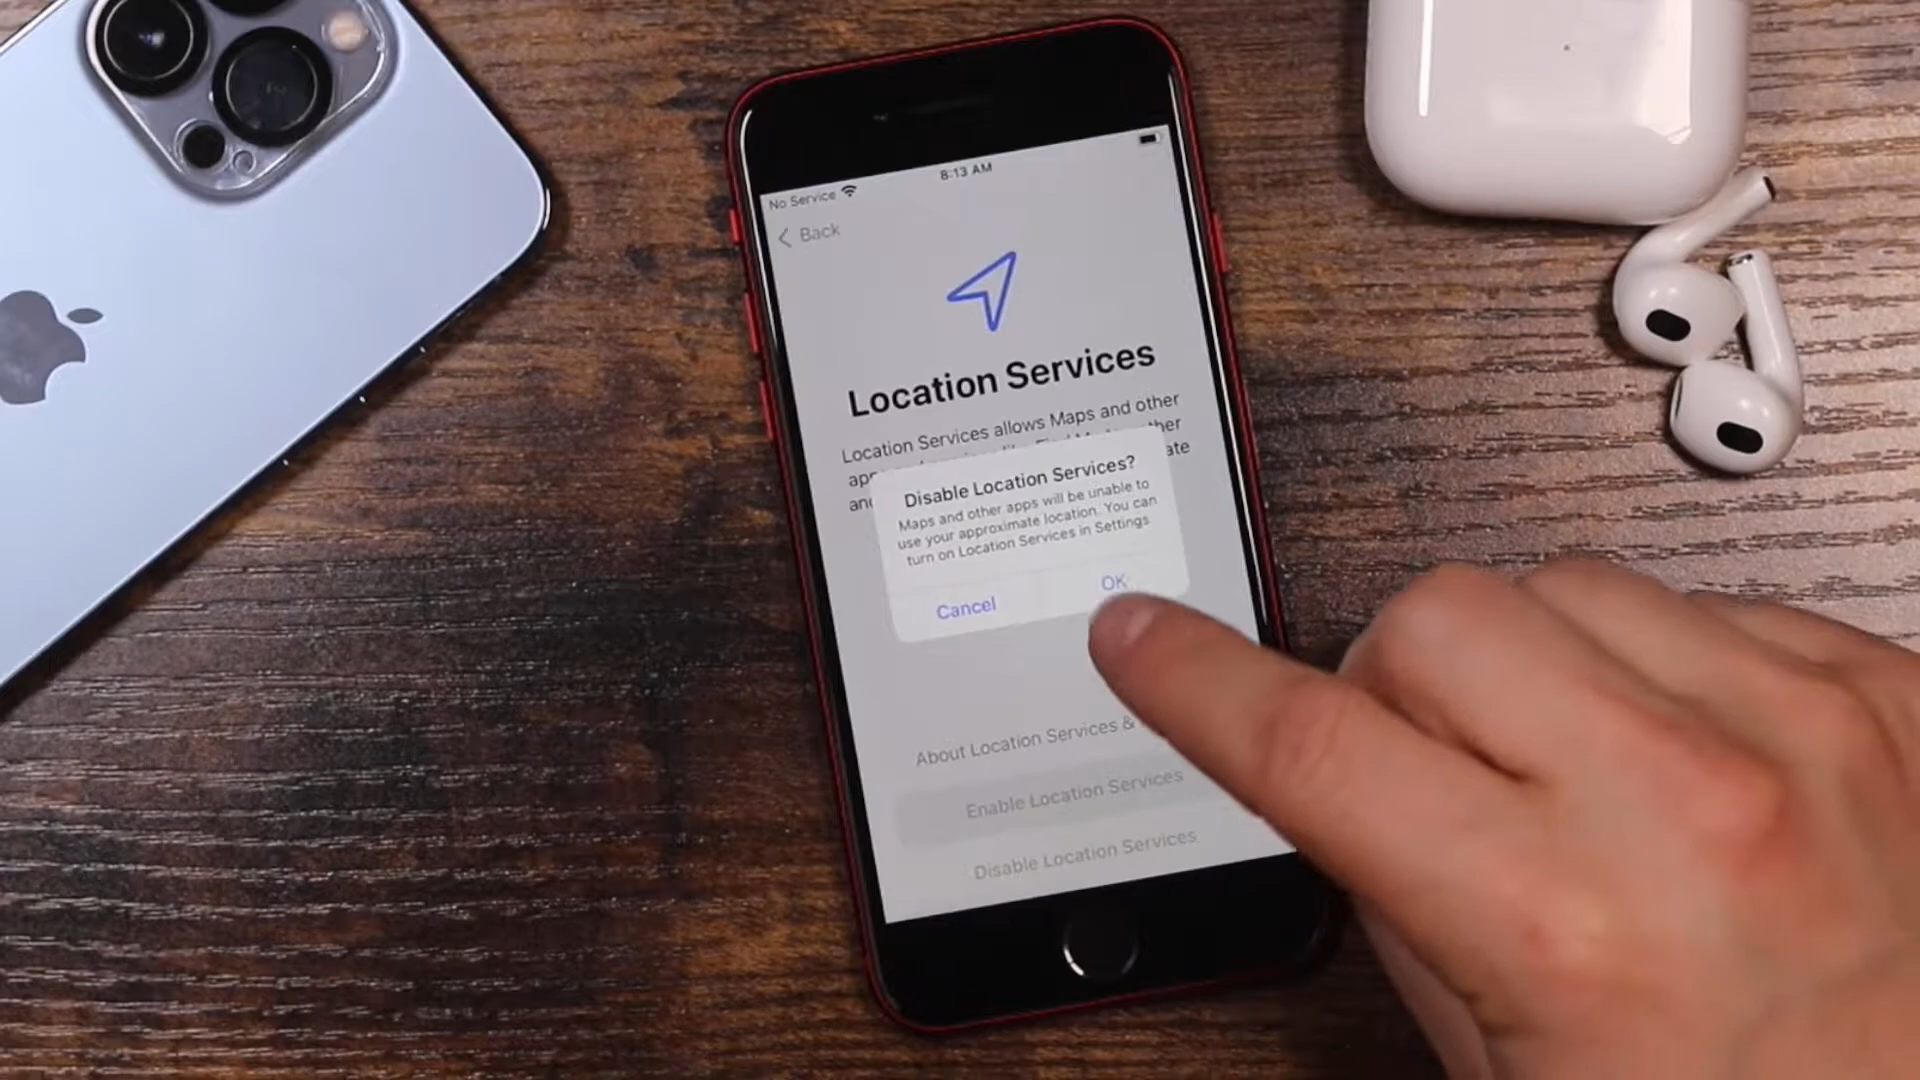 No Service
8:13 AM
Back
Location Services
Location Services allows Maps and other
Disable Location Services?
Maps and other apps will be unable to
use your approximate location. You can
turn on Location Services in Settings
Cancel
OK
About Location Services &
Enable Location Services
Disable Location Services